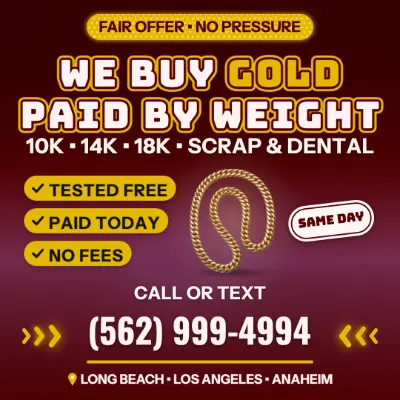 FAIR OFFER • NO PRESSURE
WE BUY GOLD
PAID BY WEIGHT
10K • 14K • 18K • SCRAP & DENTAL
TESTED FREE
PAID TODAY
NO FEES
SAME DAY
CALL OR TEXT
(562) 999-4994
LONG BEACH • LOS ANGELES • ANAHEIM